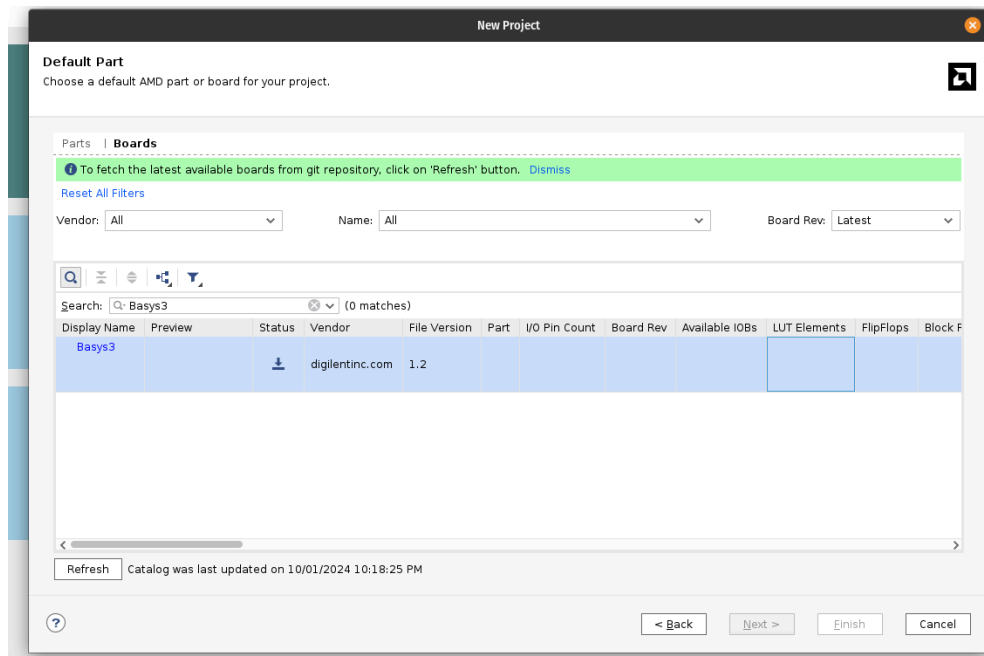 New Project
Default Part
Choose a default AMD part or board for your project.
Parts | Boards
To fetch the latest available boards from git repository, click on 'Refresh' button. Dismiss
Reset All Filters
Vendor: All Name: All Board Rev: Latest
Search: Basys3 (0 matches)
Display Name Preview Status Vendor File Version Part I/O Pin Count Board Rev Available IOBs LUT Elements FlipFlops Block
Basys3 digilentinc.com 1.2
Refresh Catalog was last updated on 10/01/2024 10:18:25 PM
? < Back Next > Finish Cancel